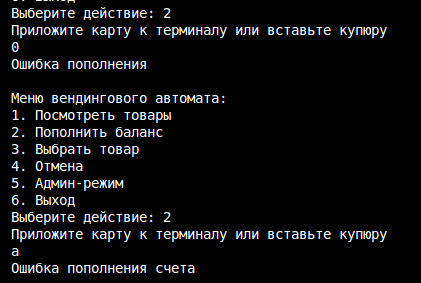 6. Выход
Выберите действие: 2
Приложите карту к терминалу или вставьте купюру
0
Ошибка пополнения
Меню вендингового автомата:
1. Посмотреть товары
2. Пополнить баланс
3. Выбрать товар
4. Отмена
5. Админ-режим
6. Выход
Выберите действие: 2
Приложите карту к терминалу или вставьте купюру
а
Ошибка пополнения счета